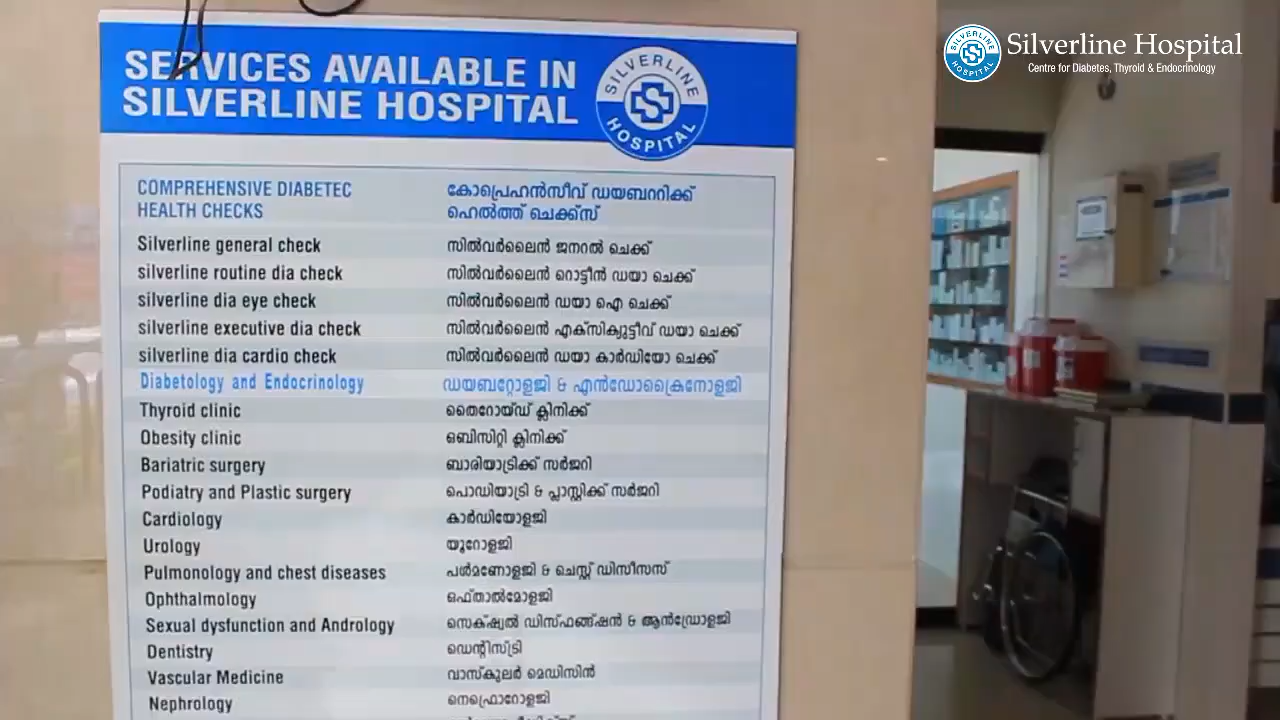 SERVICES AVAILABLE IN
SILVERLINE HOSPITAL
SILVERLINE HOSPITAL
Silverline Hospital
Centre for Diabetes, Thyroid & Endocrinology
SILVERLINE HOSPITAL
COMPREHENSIVE DIABETEC
HEALTH CHECKS
കോപ്രെഹൻസീവ് ഡയബററിക്ക്
ഹെൽത്ത് ചെക്ക്സ്
Silverline general check സിൽവർലൈൻ ജനറൽ ചെക്ക്
silverline routine dia check സിൽവർലൈൻ റൊട്ടീൻ ഡയാ ചെക്ക്
silverline dia eye check സിൽവർലൈൻ ഡയാ ഐ ചെക്ക്
silverline executive dia check സിൽവർലൈൻ എക്സിക്യുട്ടീവ് ഡയാ ചെക്ക്
silverline dia cardio check സിൽവർലൈൻ ഡയാ കാർഡിയോ ചെക്ക്
Diabetology and Endocrinology ഡയബറ്റോളജി & എൻഡോക്രൈനോളജി
Thyroid clinic തൈറോയ്ഡ് ക്ലിനിക്ക്
Obesity clinic ഒബിസിറ്റി ക്ലിനിക്ക്
Bariatric surgery ബാരിയാട്രിക്ക് സർജറി
Podiatry and Plastic surgery പൊഡിയാട്രി & പ്ലാസ്റ്റിക്ക് സർജറി
Cardiology കാർഡിയോളജി
Urology യൂറോളജി
Pulmonology and chest diseases പൾമണോളജി & ചെസ്റ്റ് ഡിസീസസ്
Ophthalmology ഒഫ്താൽമോളജി
Sexual dysfunction and Andrology സെക്ഷ്വൽ ഡിസ്ഫങ്ങ്ഷൻ & ആൻഡ്രോളജി
Dentistry ഡെന്റിസ്ട്രി
Vascular Medicine വാസ്കുലർ മെഡിസിൻ
Nephrology നെഫ്രൊറോളജി